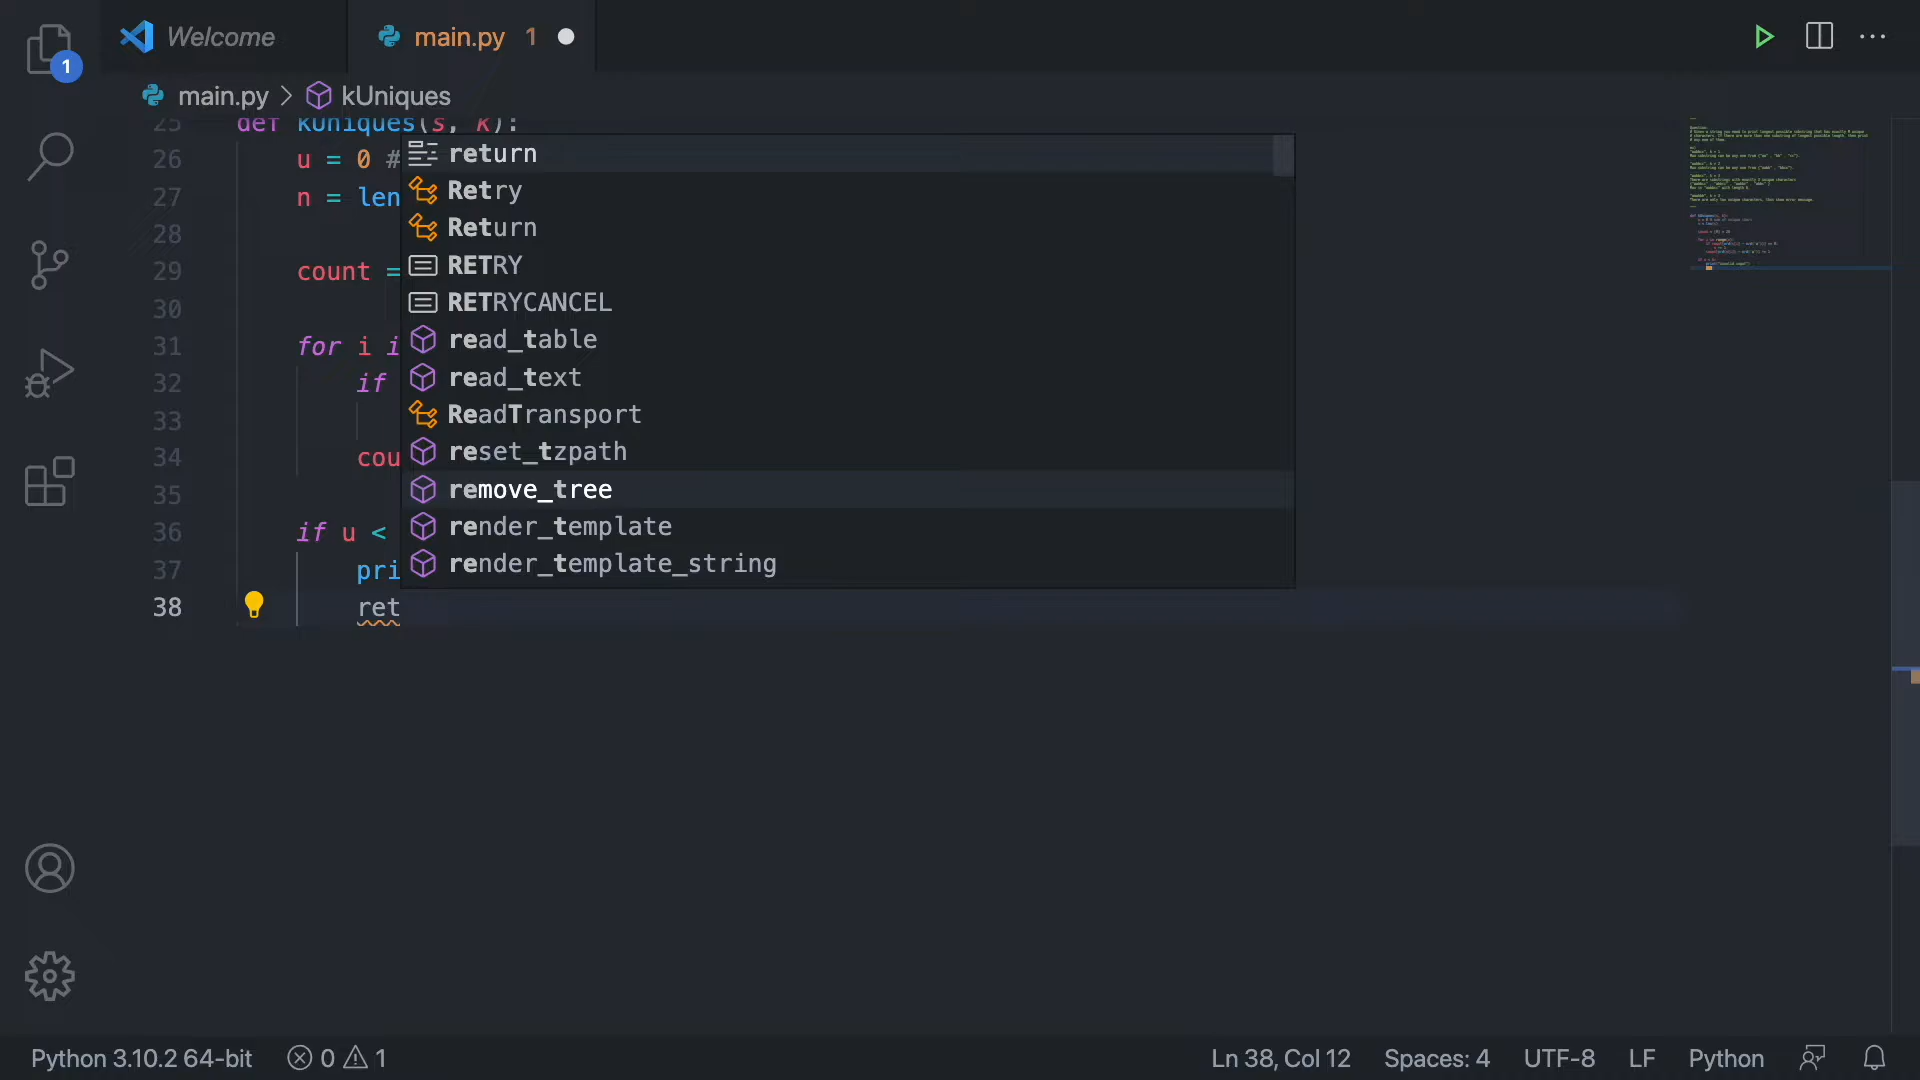 Welcome
main.py 1
1
main.py > kUniques
25 def kUniques(s, k):
26 u = 0 #
27 n = len
28
29 count =
30
31 for i i
32 if
33
34 cou
35
36 if u <
37 pri
38 ret
return
Retry
Return
RETRY
RETRYCANCEL
read_table
read_text
ReadTransport
reset_tzpath
remove_tree
render_template
render_template_string
Python 3.10.2 64-bit 0 1 Ln 38, Col 12 Spaces: 4 UTF-8 LF Python